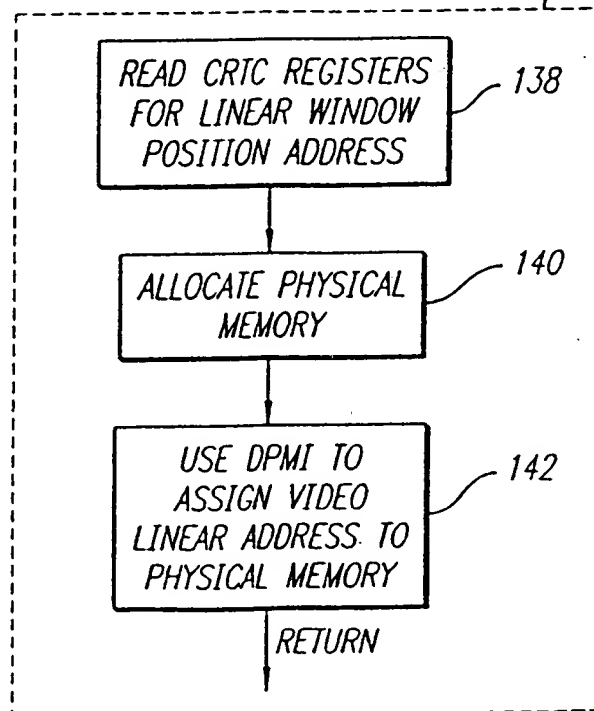 READ CRTC REGISTERS
FOR LINEAR WINDOW
POSITION ADDRESS
138
ALLOCATE PHYSICAL
MEMORY
140
USE DPMI TO
ASSIGN VIDEO
LINEAR ADDRESS TO
PHYSICAL MEMORY
142
RETURN